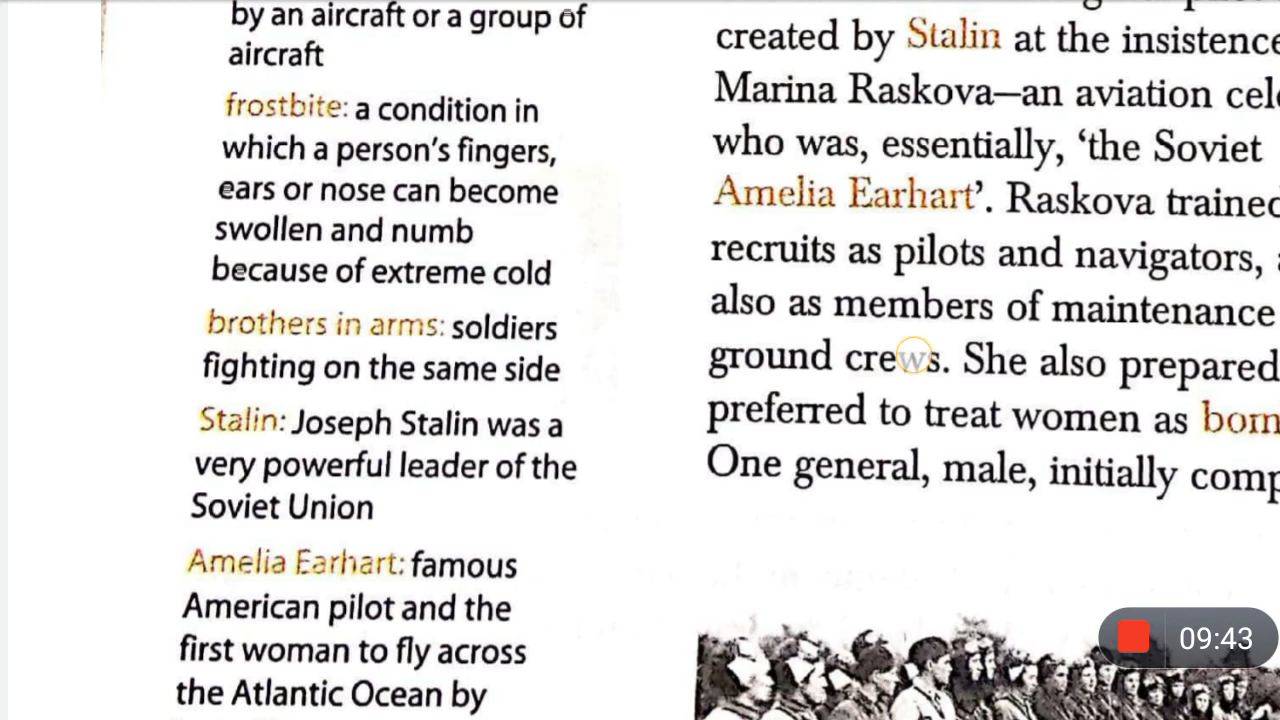 by an aircraft or a group of
aircraft
frostbite: a condition in
which a person's fingers,
ears or nose can become
swollen and numb
because of extreme cold
brothers in arms: soldiers
fighting on the same side
Stalin: Joseph Stalin was a
very powerful leader of the
Soviet Union
Amelia Earhart: famous
American pilot and the
first woman to fly across
the Atlantic Ocean by
created by Stalin at the insistence
Marina Raskova—an aviation cel
who was, essentially, ‘the Soviet
Amelia Earhart’. Raskova trained
recruits as pilots and navigators,
also as members of maintenance
ground crews. She also prepared
preferred to treat women as
One general, male, initially comp
09:43